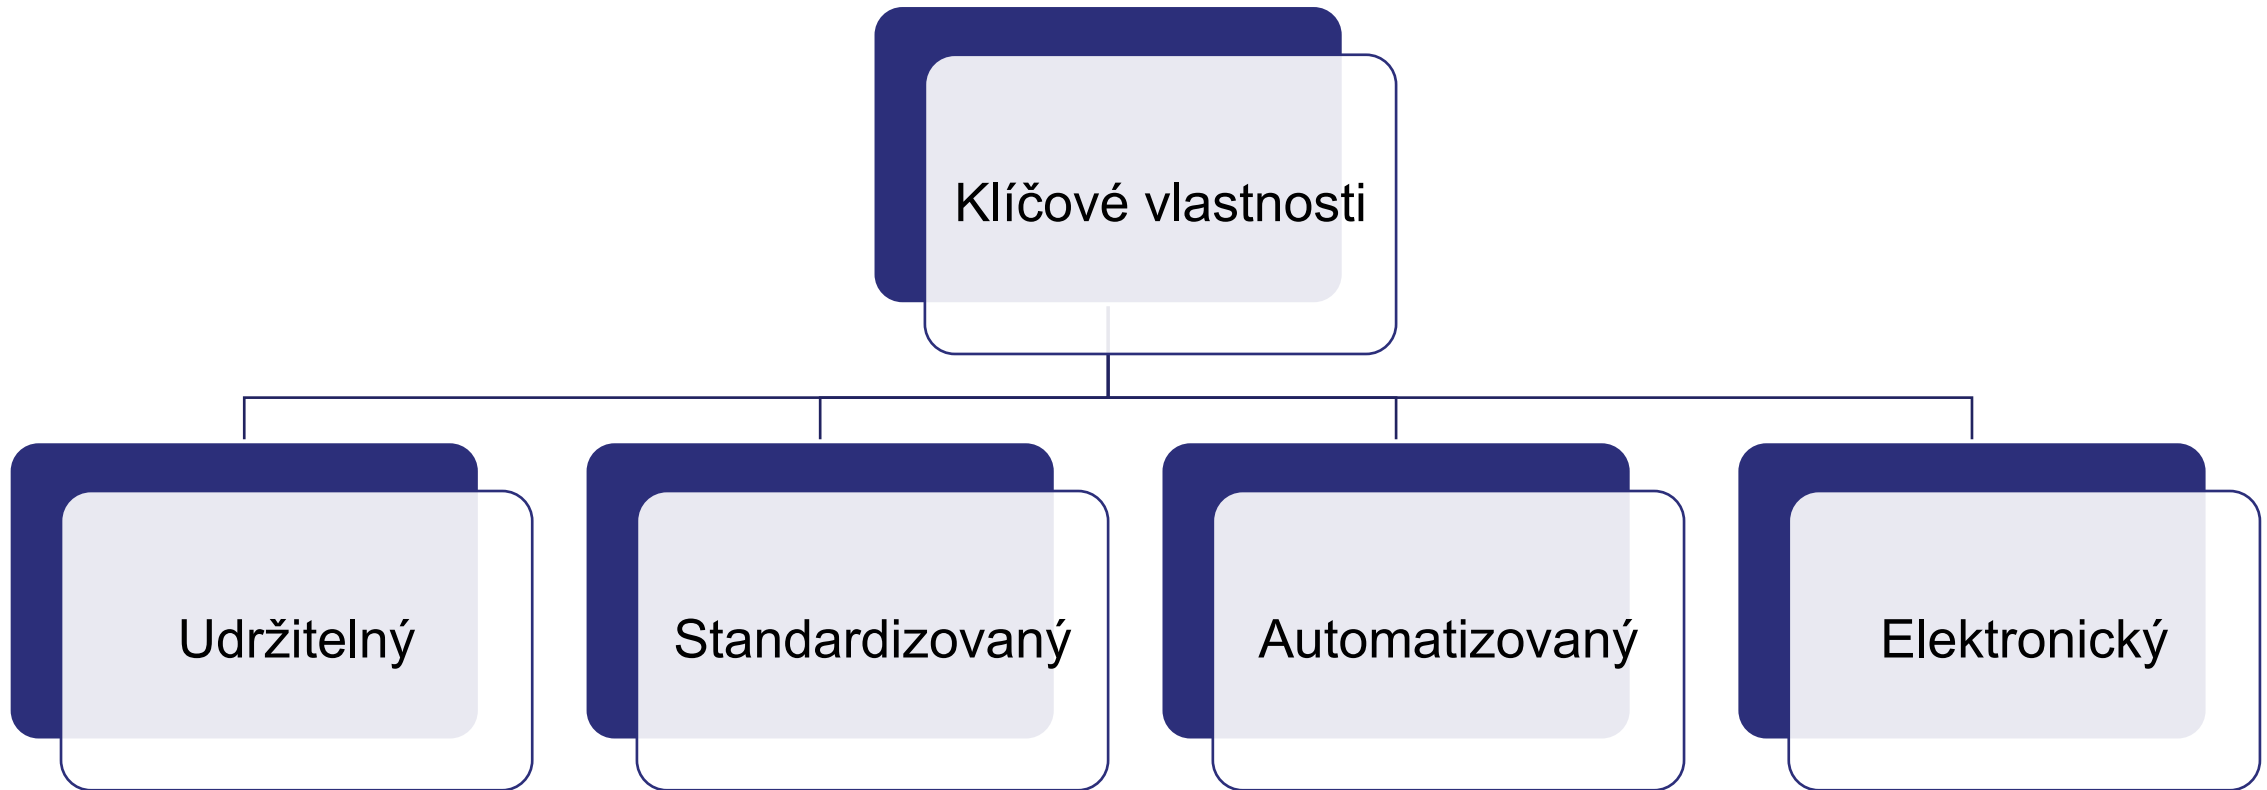 Klíčové vlastnosti
Udržitelný
Standardizovaný
Automatizovaný
Elektronický